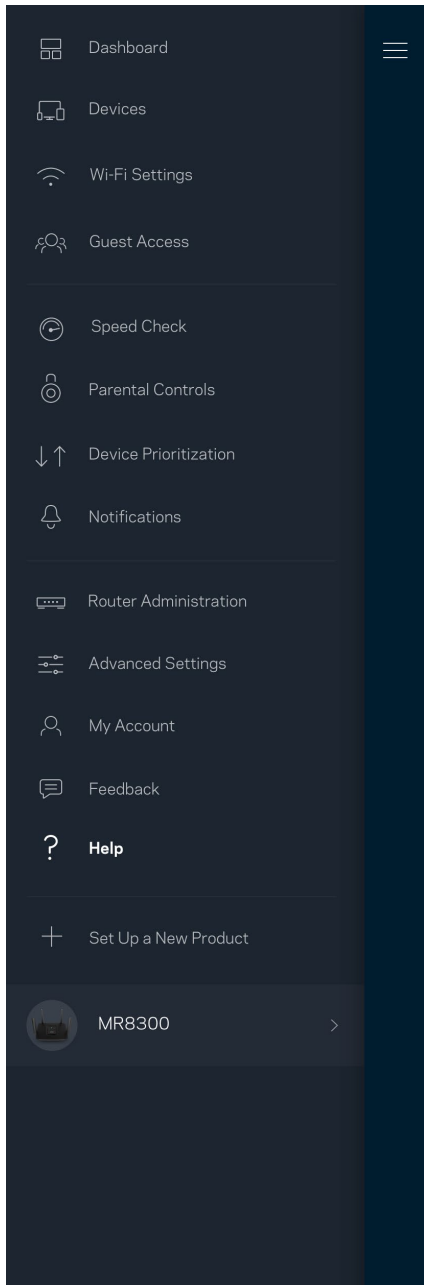 Dashboard
Devices
Wi-Fi Settings
Guest Access
Speed Check
Parental Controls
Device Prioritization
Notifications
Router Administration
Advanced Settings
My Account
Feedback
Help
Set Up a New Product
MR8300